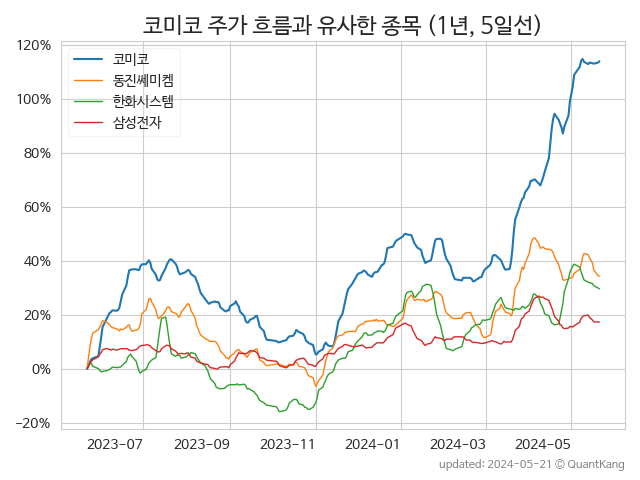 코미코 주가 흐름과 유사한 종목 (1년, 5일선)
코미코
동진쎄미켐
한화시스템
삼성전자
120%
100%
80%
60%
40%
20%
0%
−20%
2023-07
2023-09
2023-11
2024-01
2024-03
2024-05
updated: 2024-05-21 © QuantKang